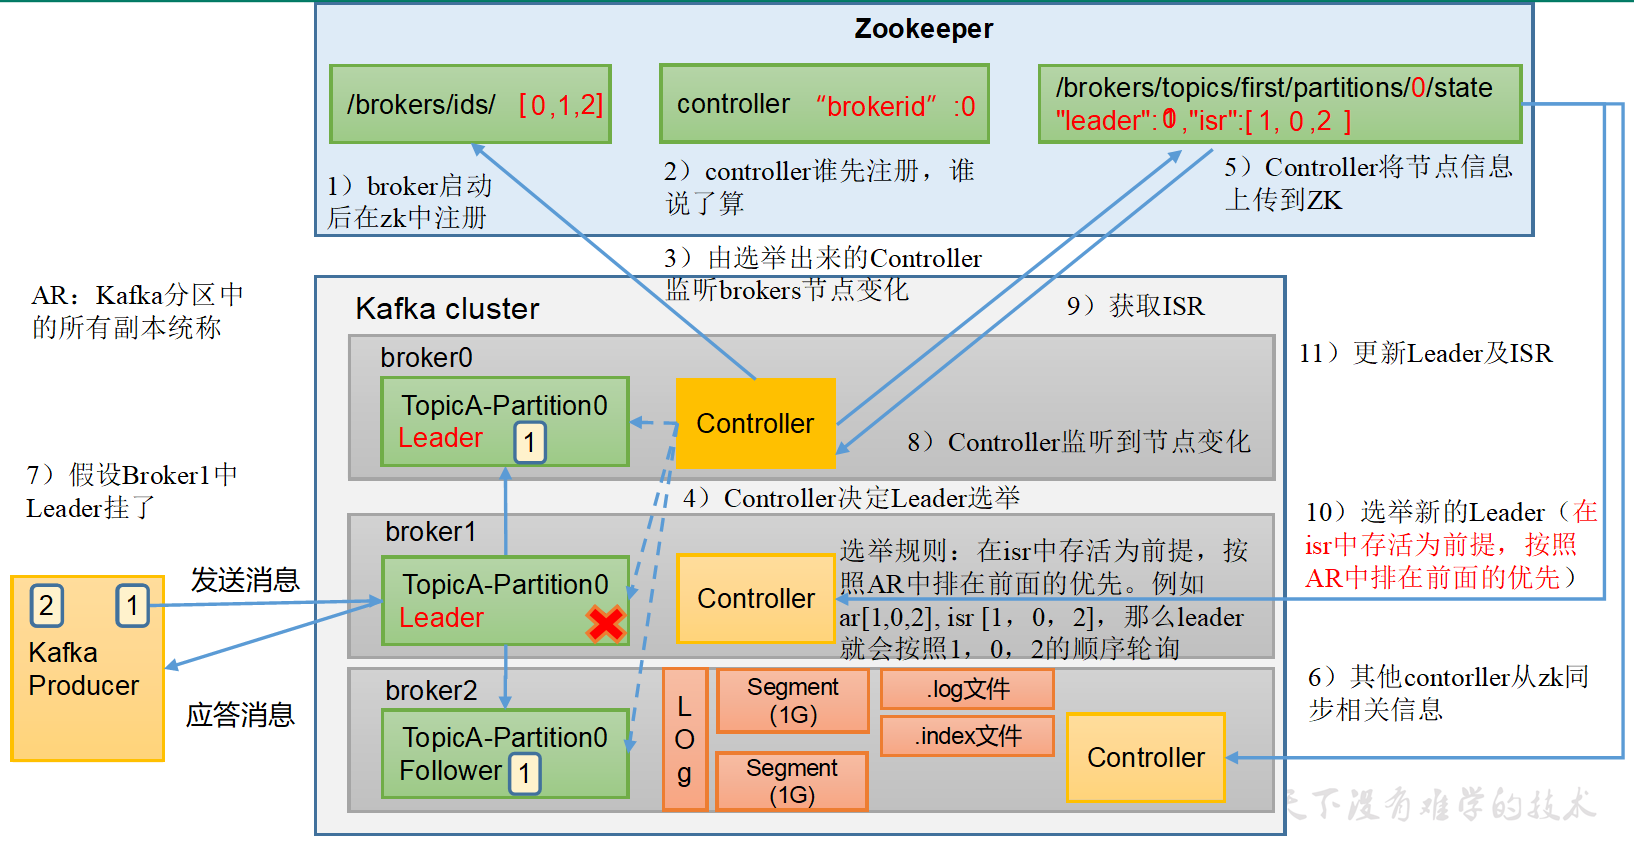 Zookeeper
/brokers/ids/ [0,1,2]
controller “brokerid” :0
/brokers/topics/first/partitions/0/state
"leader": ,"isr":[ 1, 0 ,2 ]
1）broker启动
后在zk中注册
2）controller谁先注册，谁
说了算
5）Controller将节点信息
上传到ZK
3）由选举出来的Controller
监听brokers节点变化
AR：Kafka分区中
的所有副本统称
Kafka cluster
9）获取ISR
11）更新Leader及ISR
broker0
TopicA-Partition0
Leader
1
Controller
8）Controller监听到节点变化
7）假设Broker1中
Leader挂了
4）Controller决定Leader选举
10）选举新的Leader（在
isr中存活为前提，按照
AR中排在前面的优先）
broker1
TopicA-Partition0
Leader
Controller
选举规则：在isr中存活为前提，按
照AR中排在前面的优先。例如
ar[1,0,2], isr [1，0，2]，那么leader
就会按照1，0，2的顺序轮询
发送消息
2
1
Kafka
Producer
应答消息
6）其他contorller从zk同
步相关信息
broker2
TopicA-Partition0
Follower
1
L
O
g
Segment
(1G)
Segment
(1G)
.log文件
.index文件
Controller
天下没有难学的技术